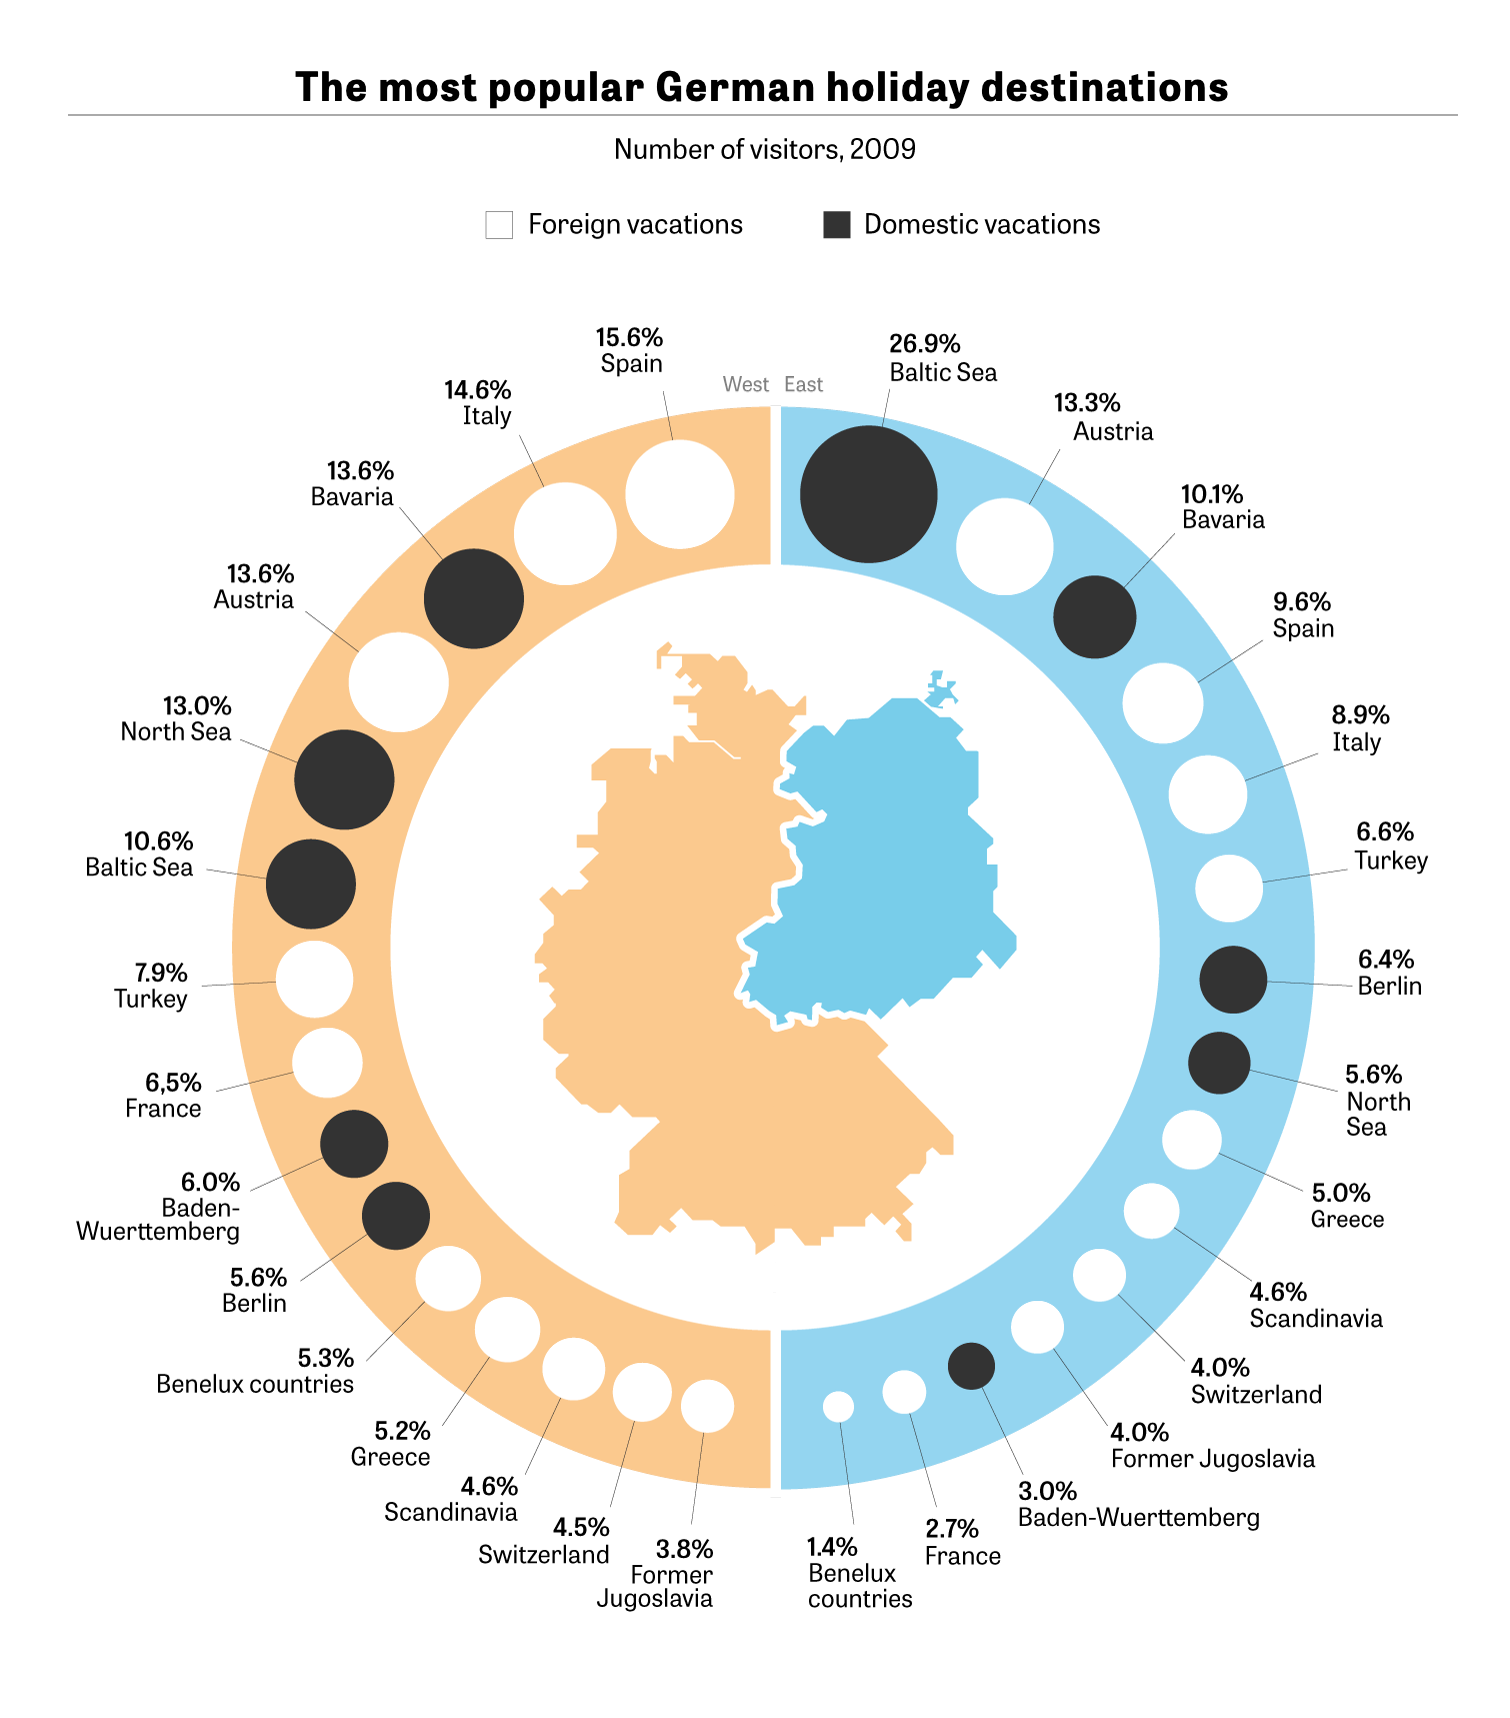 The most popular German holiday destinations
Number of visitors, 2009
Foreign vacations
Domestic vacations
West
East
15.6%
Spain
14.6%
Italy
13.6%
Bavaria
13.6%
Austria
13.0%
North Sea
10.6%
Baltic Sea
7.9%
Turkey
6,5%
France
6.0%
Baden-
Wuerttemberg
5.6%
Berlin
5.3%
Benelux countries
5.2%
Greece
4.6%
Scandinavia
4.5%
Switzerland
3.8%
Former
Jugoslavia
26.9%
Baltic Sea
13.3%
Austria
10.1%
Bavaria
9.6%
Spain
8.9%
Italy
6.6%
Turkey
6.4%
Berlin
5.6%
North
Sea
5.0%
Greece
4.6%
Scandinavia
4.0%
Switzerland
4.0%
Former Jugoslavia
3.0%
Baden-Wuerttemberg
2.7%
France
1.4%
Benelux
countries